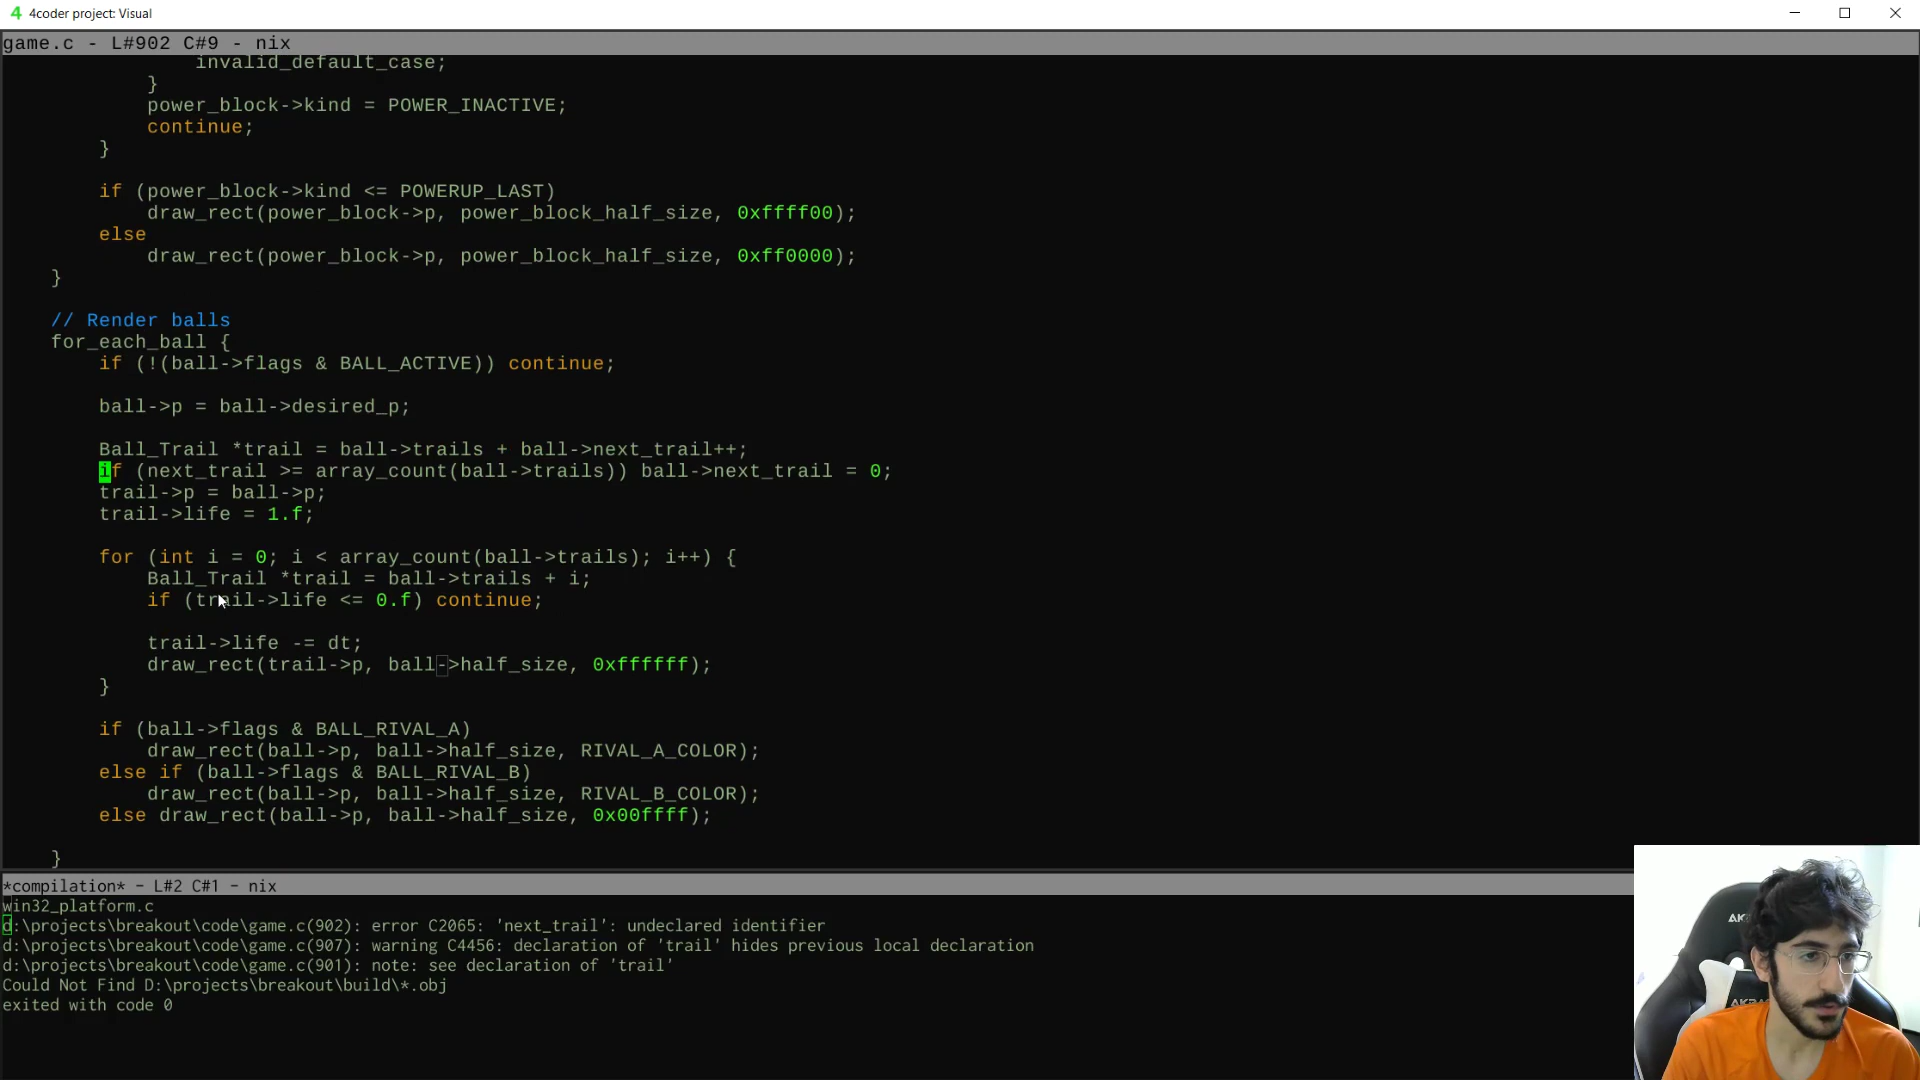 4 4coder project: Visual
game.c - L#902 C#9 - nix
invalid_default_case;
}
power_block->kind = POWER_INACTIVE;
continue;
}
if (power_block->kind <= POWERUP_LAST)
draw_rect(power_block->p, power_block_half_size, 0xffff00);
else
draw_rect(power_block->p, power_block_half_size, 0xff0000);
}
// Render balls
for_each_ball {
if (!(ball->flags & BALL_ACTIVE)) continue;
ball->p = ball->desired_p;
Ball_Trail *trail = ball->trails + ball->next_trail++;
if (next_trail >= array_count(ball->trails)) ball->next_trail = 0;
trail->p = ball->p;
trail->life = 1.f;
for (int i = 0; i < array_count(ball->trails); i++) {
Ball_Trail *trail = ball->trails + i;
if (trail->life <= 0.f) continue;
trail->life -= dt;
draw_rect(trail->p, ball->half_size, 0xffffff);
}
if (ball->flags & BALL_RIVAL_A)
draw_rect(ball->p, ball->half_size, RIVAL_A_COLOR);
else if (ball->flags & BALL_RIVAL_B)
draw_rect(ball->p, ball->half_size, RIVAL_B_COLOR);
else draw_rect(ball->p, ball->half_size, 0x00ffff);
}
*compilation* - L#2 C#1 - nix
win32_platform.c
d:\projects\breakout\code\game.c(902): error C2065: 'next_trail': undeclared identifier
d:\projects\breakout\code\game.c(907): warning C4456: declaration of 'trail' hides previous local declaration
d:\projects\breakout\code\game.c(901): note: see declaration of 'trail'
Could Not Find D:\projects\breakout\build\*.obj
exited with code 0